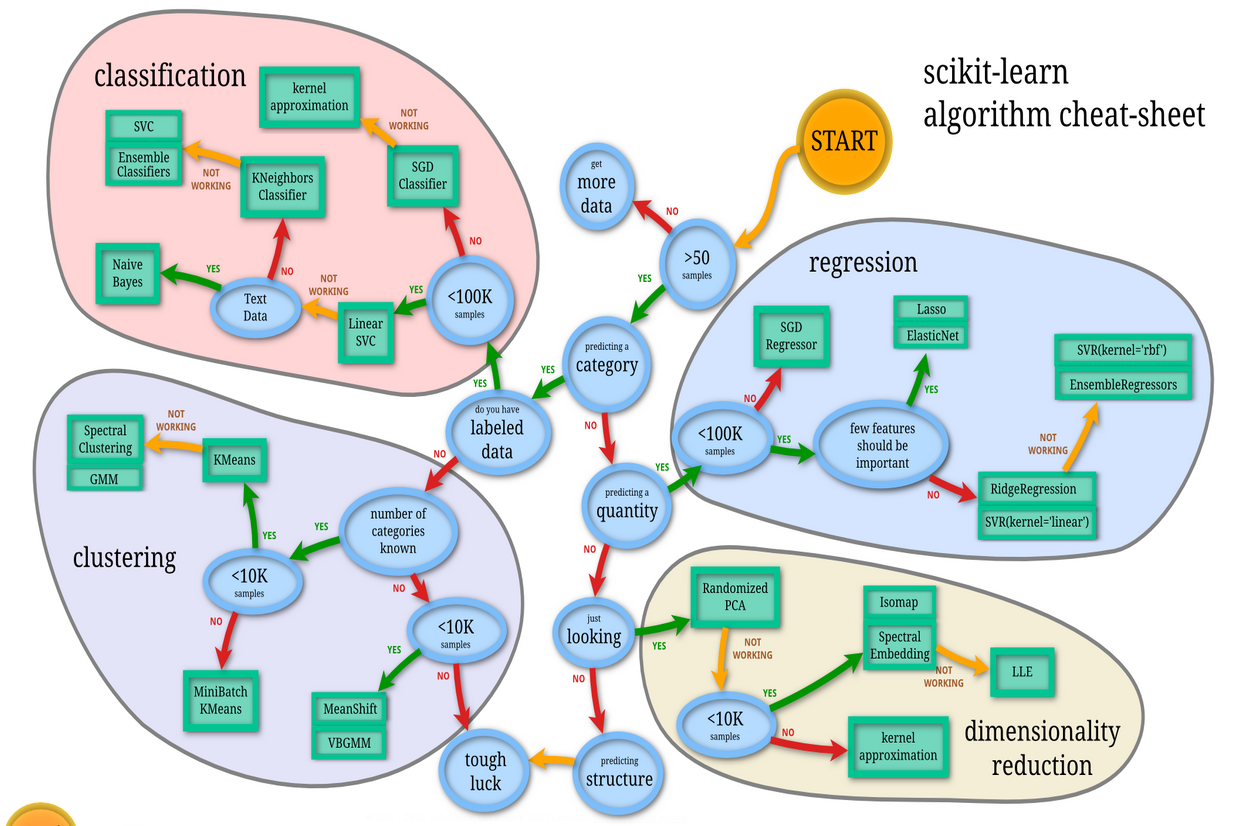 scikit-learn
algorithm cheat-sheet
START
classification
kernel
approximation
NOT
WORKING
SVC
Ensemble
Classifiers
NOT
WORKING
KNeighbors
Classifier
SGD
Classifier
NO
Naive
Bayes
YES
Text
Data
NO
NOT
WORKING
Linear
SVC
YES
<100K
samples
YES
get
more
data
NO
>50
samples
YES
predicting a
category
YES
do you have
labeled
data
NO
NO
predicting a
quantity
YES
NO
just
looking
YES
NO
predicting
structure
tough
luck
regression
SGD
Regressor
NO
<100K
samples
YES
Lasso
ElasticNet
YES
few features
should be
important
NO
SVR(kernel='rbf')
EnsembleRegressors
NOT
WORKING
RidgeRegression
SVR(kernel='linear')
clustering
Spectral
Clustering
GMM
NOT
WORKING
KMeans
YES
<10K
samples
NO
MiniBatch
KMeans
YES
number of
categories
known
NO
<10K
samples
YES
NO
MeanShift
VBGMM
dimensionality
reduction
Randomized
PCA
NOT
WORKING
<10K
samples
YES
NO
Isomap
Spectral
Embedding
NOT
WORKING
LLE
kernel
approximation